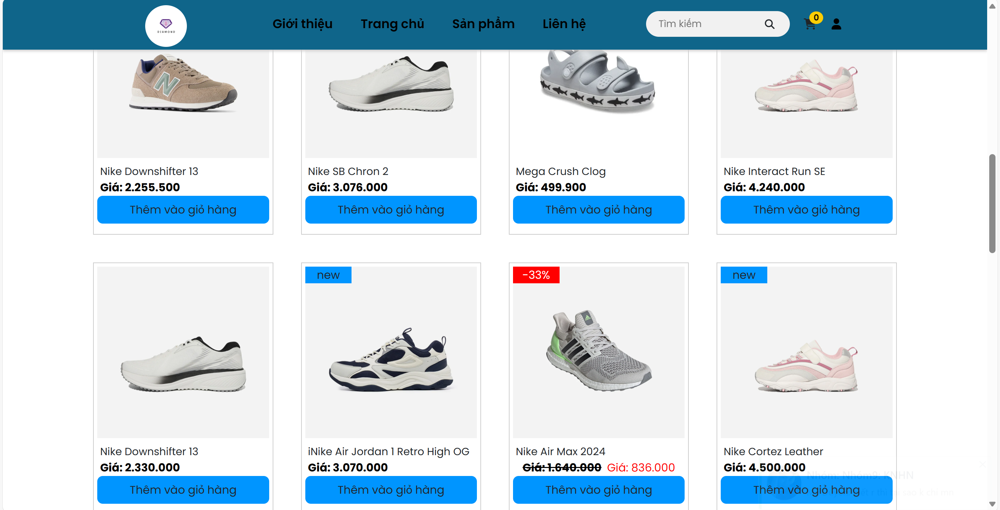 DIAMOND
Giới thiệu Trang chủ Sản phẩm Liên hệ Tìm kiếm 0
N
Nike Downshifter 13
Giá: 2.255.500
Thêm vào giỏ hàng
Nike SB Chron 2
Giá: 3.076.000
Thêm vào giỏ hàng
Mega Crush Clog
Giá: 499.900
Thêm vào giỏ hàng
Nike Interact Run SE
Giá: 4.240.000
Thêm vào giỏ hàng
Nike Downshifter 13
Giá: 2.330.000
Thêm vào giỏ hàng
new
iNike Air Jordan 1 Retro High OG
Giá: 3.070.000
Thêm vào giỏ hàng
-33%
Nike Air Max 2024
Giá: 1.640.000 Giá: 836.000
Thêm vào giỏ hàng
new
Nike Cortez Leather
Giá: 4.500.000
Thêm vào giỏ hàng
Nhóm: Nhóm9: KNHN
thì tại sao k chỉ mn